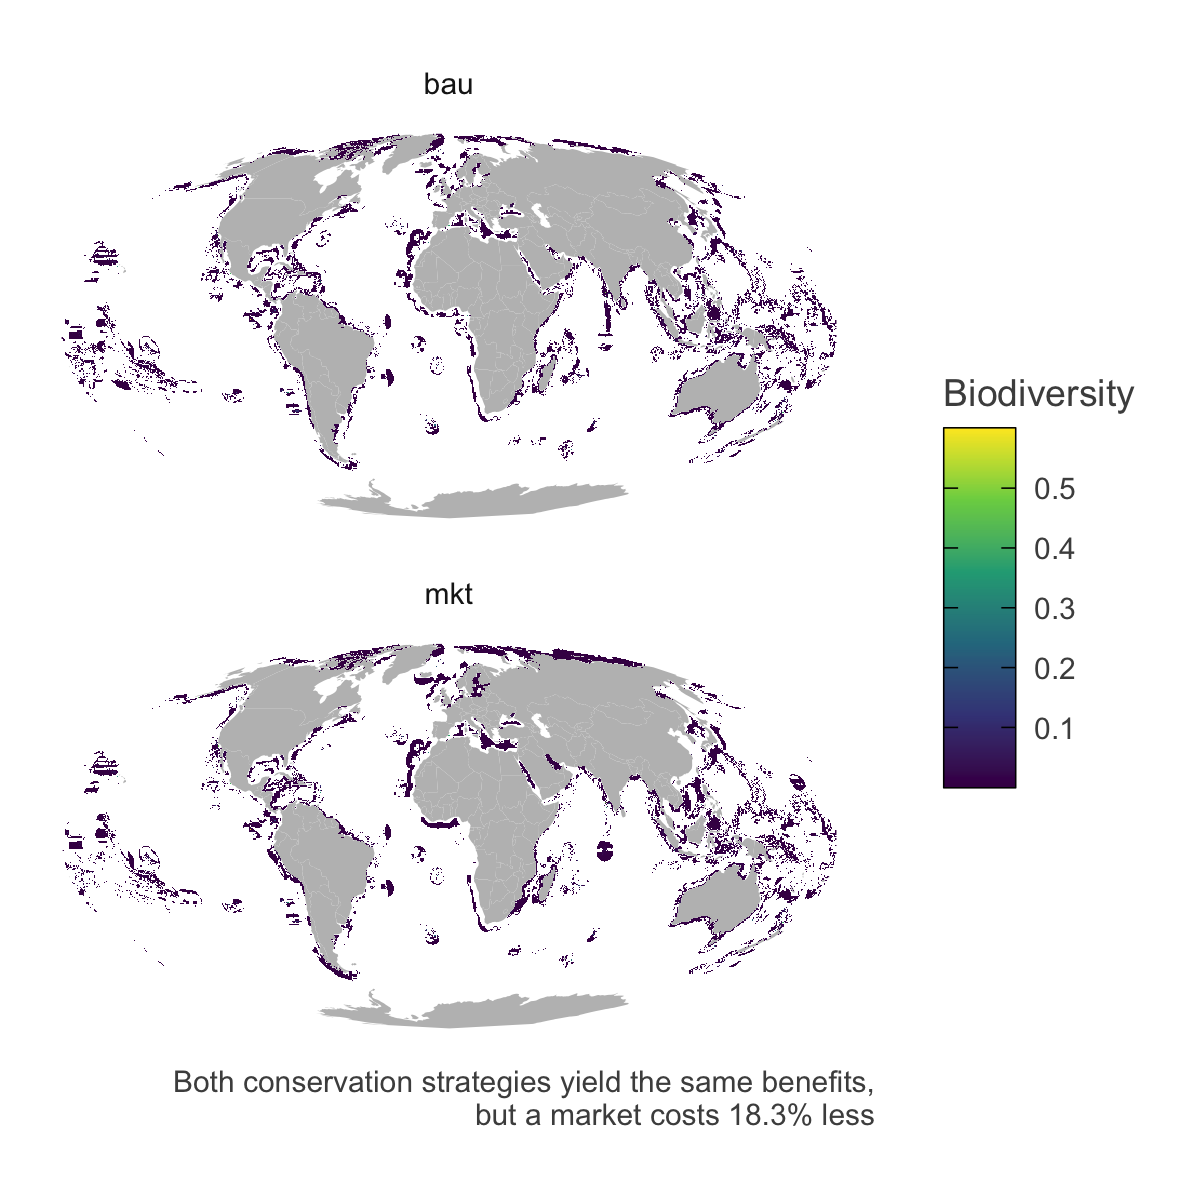 bau
Biodiversity
0.5
0.4
0.3
0.2
0.1
mkt
Both conservation strategies yield the same benefits,
but a market costs 18.3% less